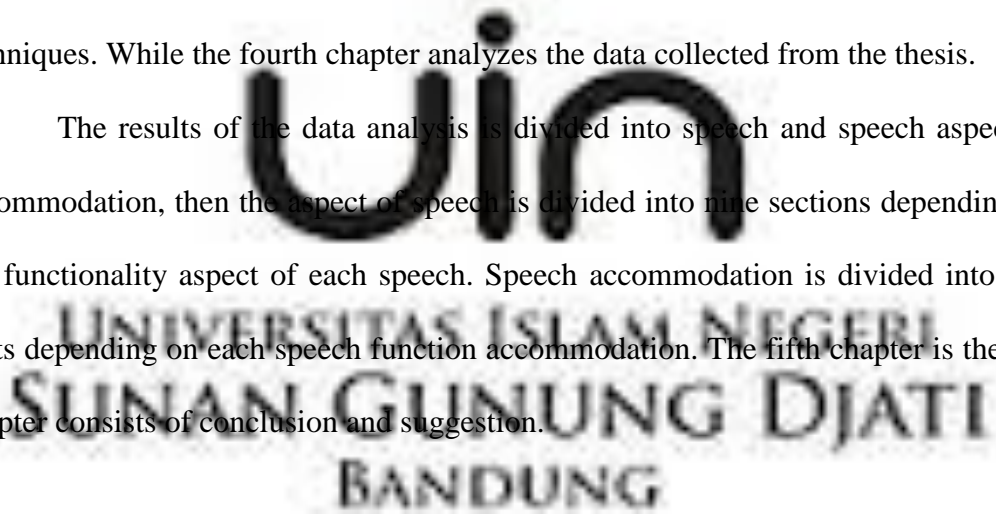 nniques. While the fourth chapter analyzes the data collected from the thesis.
The results of the data analysis is divided into speech and speech aspec
ommodation, then the aspect of speech is divided into nine sections dependin
functionality aspect of each speech. Speech accommodation is divided into
ts depending on each speech function accommodation. The fifth chapter is the
pter consists of conclusion and suggestion.
uin
UNIVERSITAS ISLAM NEGERI
SUNAN GUNUNG DJATI
BANDUNG